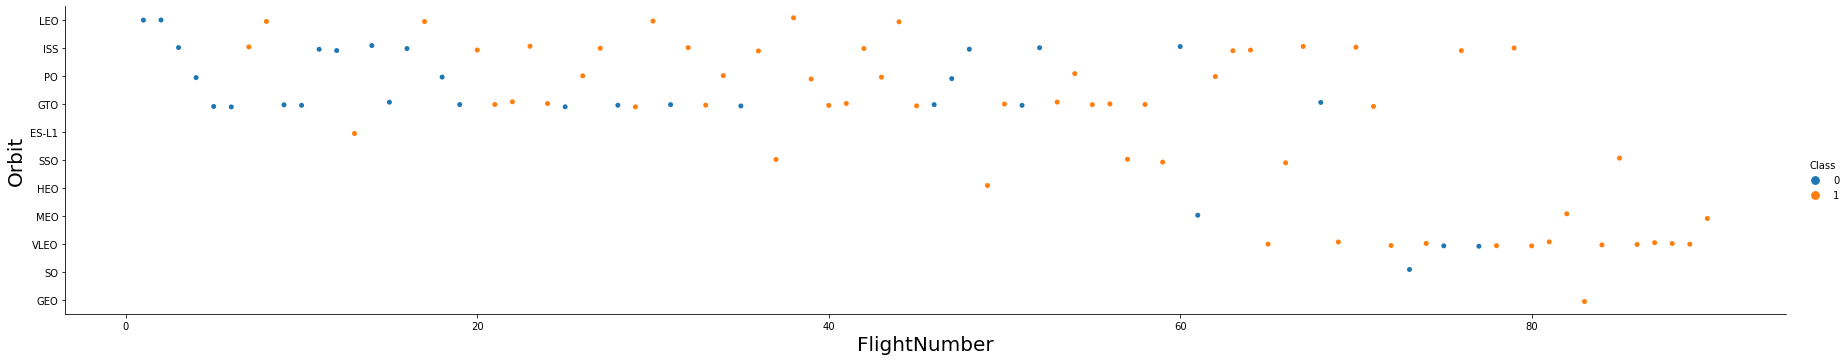 LEO
ISS
PO
GTO
ES-L1
SSO
HEO
MEO
VLEO
SO
GEO
Orbit
0 20 40 60 80
FlightNumber
Class
0
1